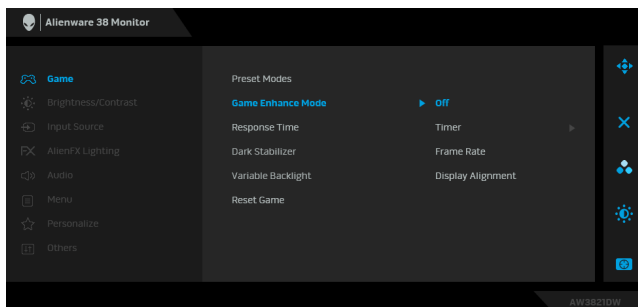 Alienware 38 Monitor
Game
Brightness/Contrast
Input Source
AlienFX Lighting
Audio
Menu
Personalize
Others
Preset Modes
Game Enhance Mode
Response Time
Dark Stabilizer
Variable Backlight
Reset Game
Off
Timer
Frame Rate
Display Alignment
AW3821DW